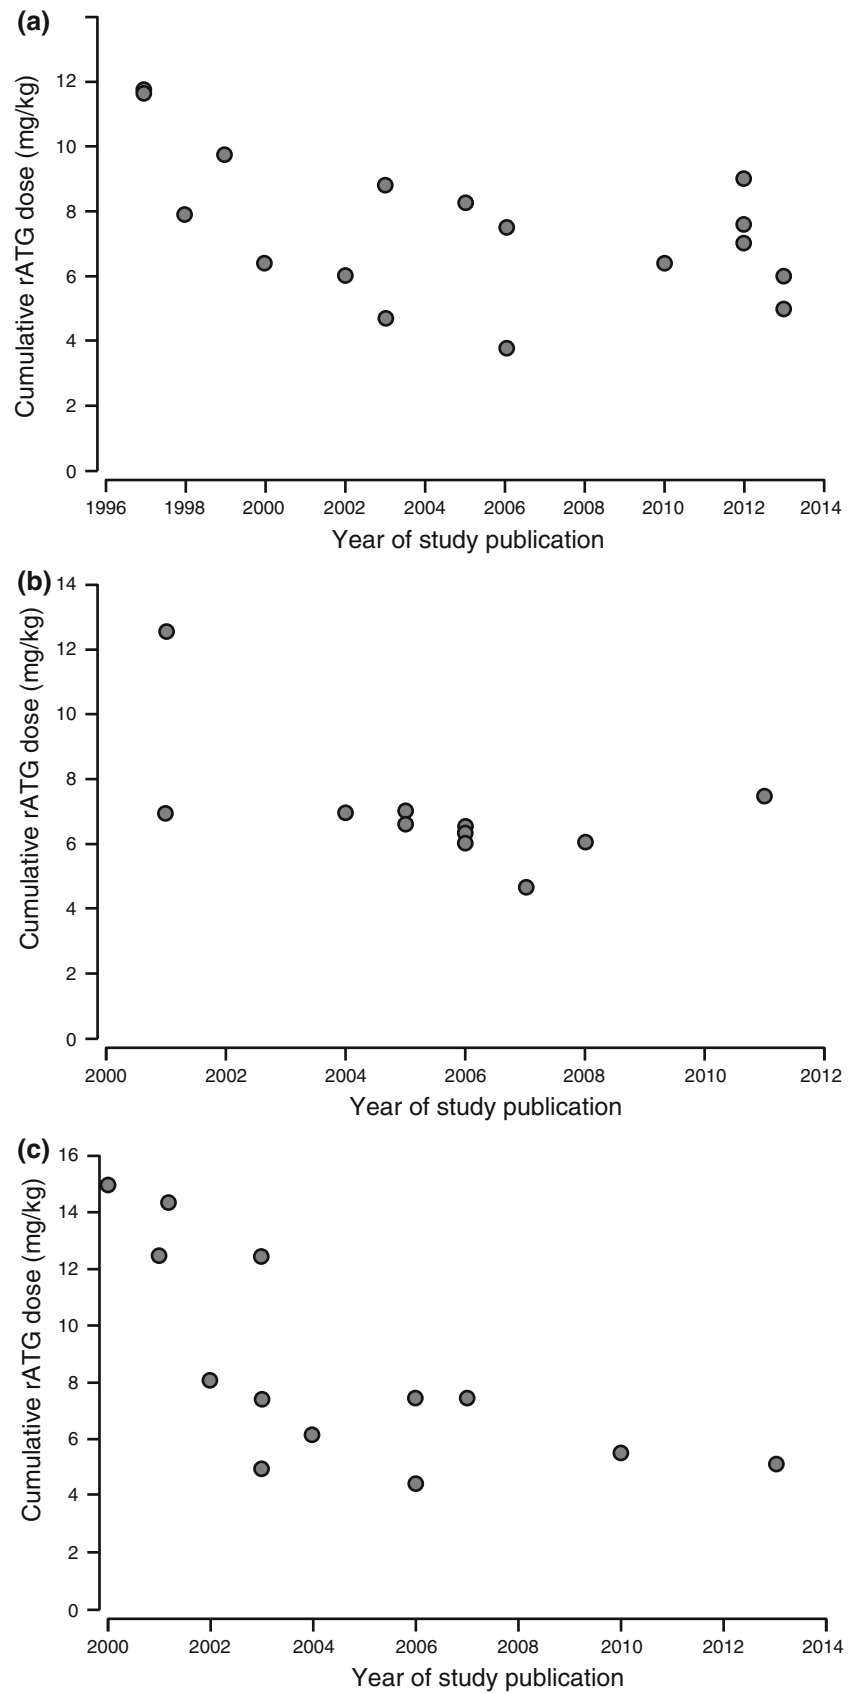 (a)
Cumulative rATG dose (mg/kg)
12
10
8
6
4
2
0
1996 1998 2000 2002 2004 2006 2008 2010 2012 2014
Year of study publication
(b)
Cumulative rATG dose (mg/kg)
14
12
10
8
6
4
2
0
2000 2002 2004 2006 2008 2010 2012
Year of study publication
(c)
Cumulative rATG dose (mg/kg)
16
14
12
10
8
6
4
2
0
2000 2002 2004 2006 2008 2010 2012 2014
Year of study publication